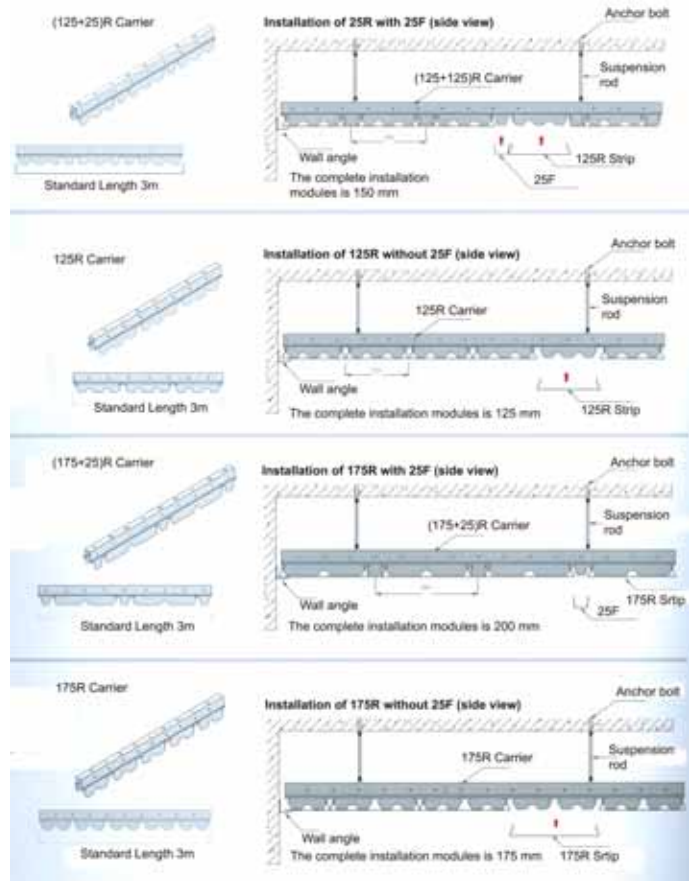 (125+25)R Carrier
Standard Length 3m
Installation of 25R with 25F (side view)
Anchor bolt
(125+125)R Carrier
Suspension
rod
Wall angle
125R Strip
25F
The complete installation
modules is 150 mm
125R Carrier
Standard Length 3m
Installation of 125R without 25F (side view)
Anchor bolt
125R Carrier
Suspension
rod
Wall angle
125R Strip
The complete installation modules is 125 mm
(175+25)R Carrier
Standard Length 3m
Installation of 175R with 25F (side view)
Anchor bolt
(175+25)R Carrier
Suspension
rod
Wall angle
175R Srtip
25F
The complete installation modules is 200 mm
175R Carrier
Standard Length 3m
Installation of 175R without 25F (side view)
Anchor bolt
175R Carrier
Suspension
rod
Wall angle
The complete installation modules is 175 mm
175R Srtip